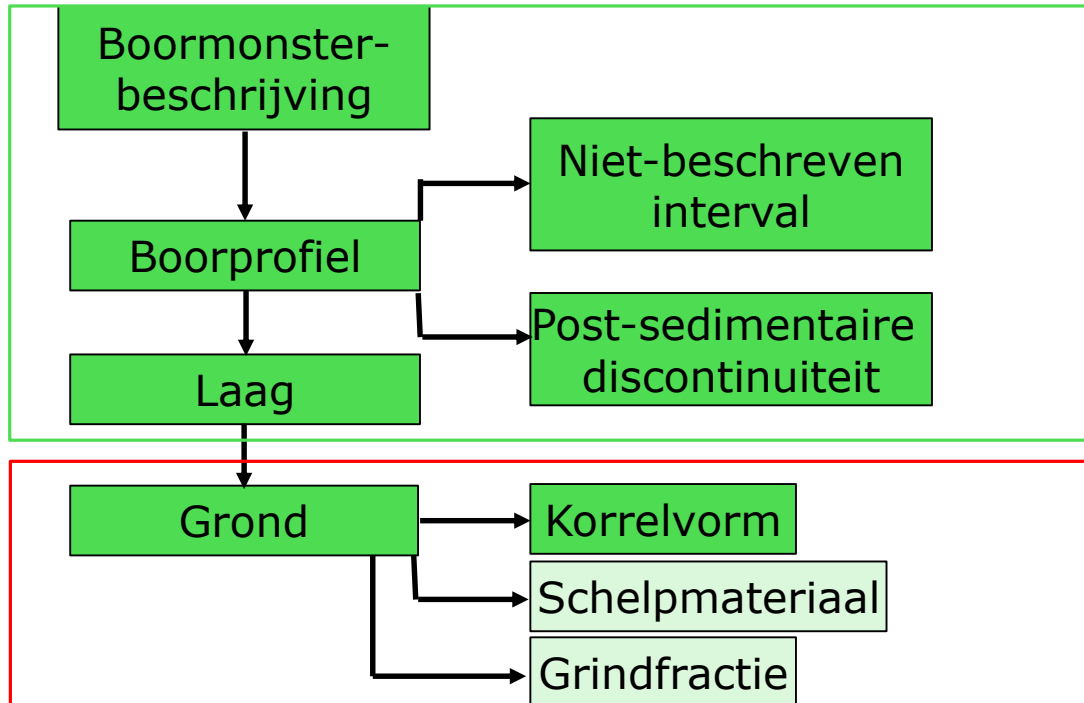 Boormonster-
beschrijving
Niet-beschreven
interval
Boorprofiel
Post-sedimentaire
discontinuiteit
Laag
Grond
Korrelvorm
Schelpmateriaal
Grindfractie